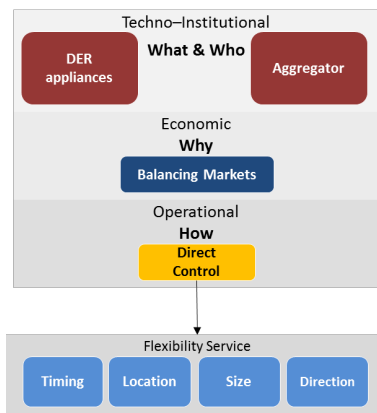 Techno–Institutional
What & Who
DER
appliances
Aggregator
Economic
Why
Balancing Markets
Operational
How
Direct
Control
Flexibility Service
Timing
Location
Size
Direction